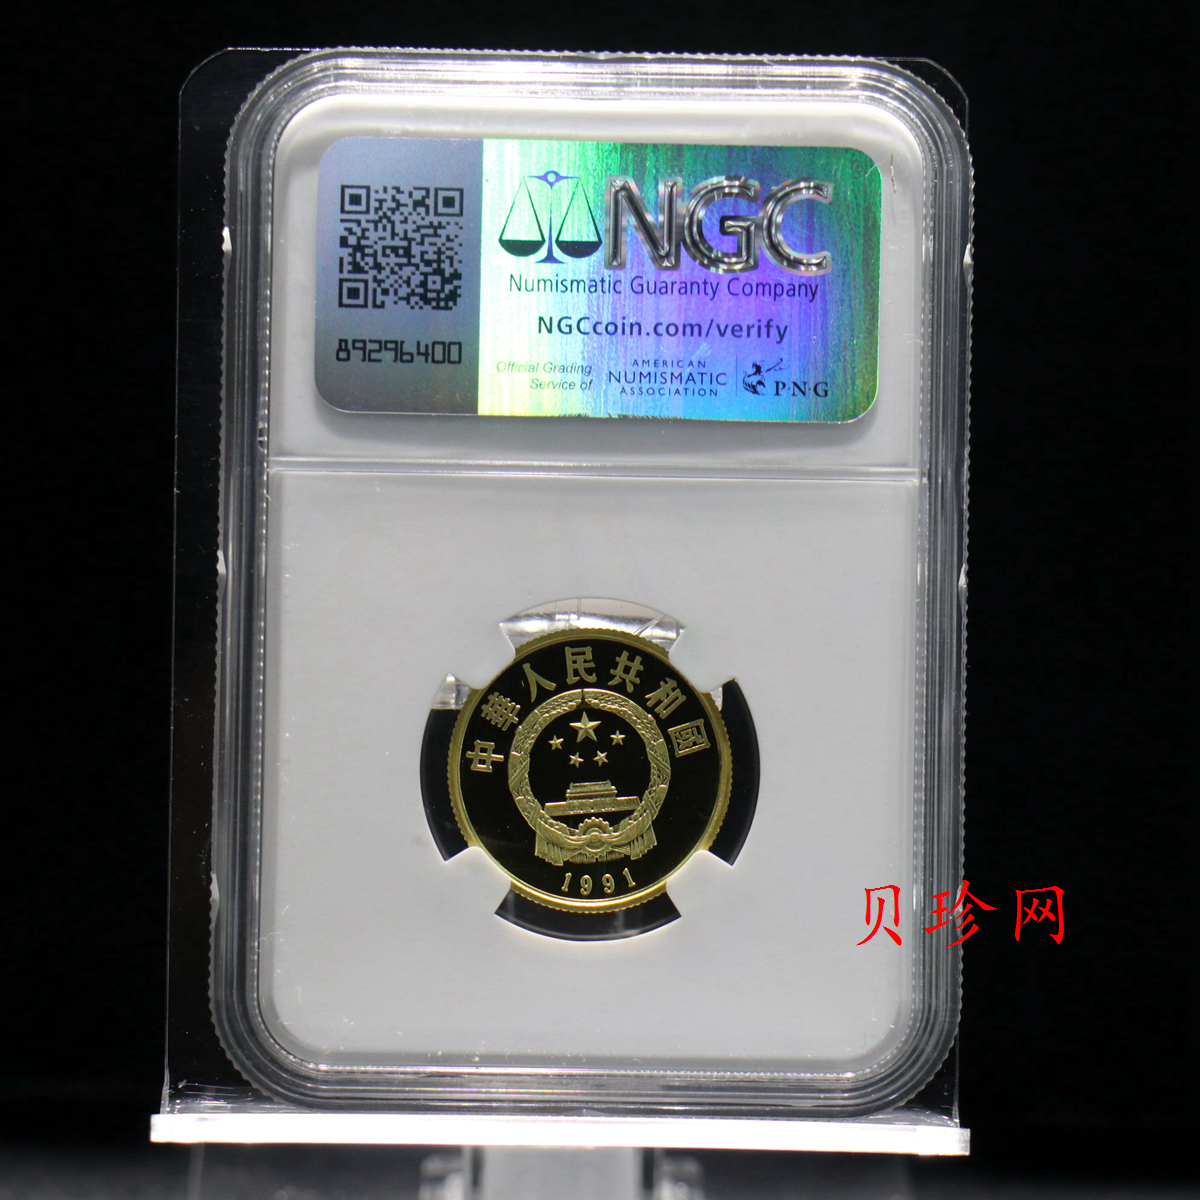 NGC
Numismatic Guaranty Company
NGCcoin.com/verify
89296400
Official Grading
Service of
AMERICAN
NUMISMATIC
ASSOCIATION
P·N·G
中華人民共和國
1991
贝珍网